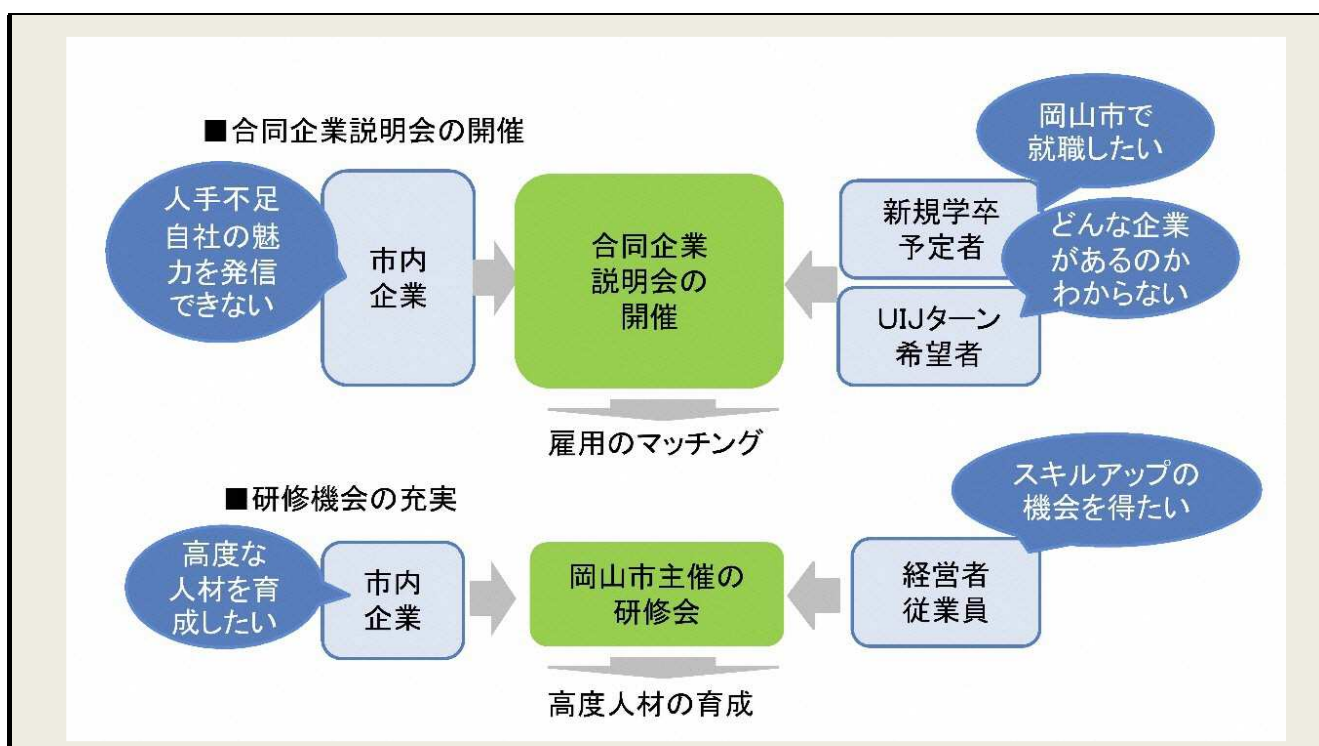 ■合同企業説明会の開催
人手不足
自社の魅
力を発信
できない
市内
企業
合同企業
説明会の
開催
新規学卒
予定者
岡山市で
就職したい
どんな企業
があるのか
わからない
UIJターン
希望者
雇用のマッチング
■研修機会の充実
高度な
人材を育
成したい
市内
企業
岡山市主催の
研修会
経営者
従業員
スキルアップの
機会を得たい
高度人材の育成